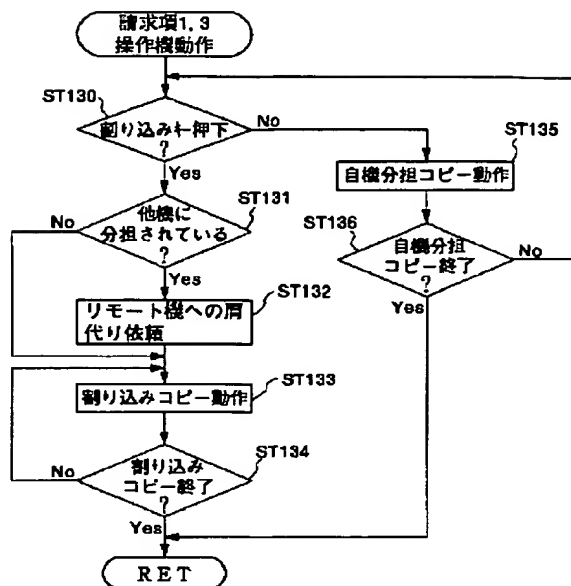 請求項1,3
操作機動作
ST130
割り込みキー押下
?
No
Yes
ST135
自機分担コピー動作
ST131
他機に
分担されている
?
No
Yes
ST136
自機分担
コピー終了
?
No
Yes
ST132
リモート機への肩
代り依頼
ST133
割り込みコピー動作
ST134
割り込み
コピー終了
?
No
Yes
RET